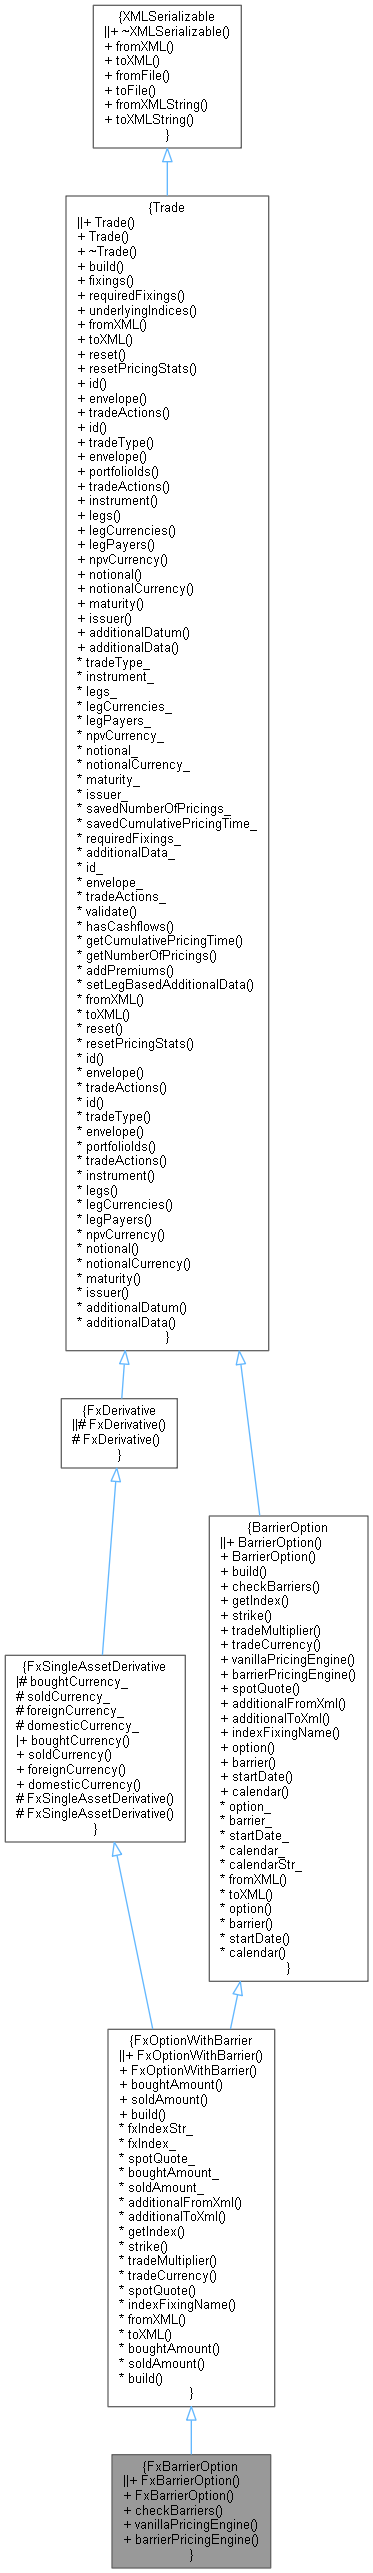 {XMLSerializable
||+ ~XMLSerializable()
+ fromXML()
+ toXML()
+ fromFile()
+ toFile()
+ fromXMLString()
+ toXMLString()
}
{Trade
||+ Trade()
+ Trade()
+ ~Trade()
+ build()
+ fixings()
+ requiredFixings()
+ underlyingIndices()
+ fromXML()
+ toXML()
+ reset()
+ resetPricingStats()
+ id()
+ envelope()
+ tradeActions()
+ id()
+ tradeType()
+ envelope()
+ portfolioIds()
+ tradeActions()
+ instrument()
+ legs()
+ legCurrencies()
+ legPayers()
+ npvCurrency()
+ notional()
+ notionalCurrency()
+ maturity()
+ issuer()
+ additionalDatum()
+ additionalData()
* tradeType_
* instrument_
* legs_
* legCurrencies_
* legPayers_
* npvCurrency_
* notional_
* notionalCurrency_
* maturity_
* issuer_
* savedNumberOfPricings_
* savedCumulativePricingTime_
* requiredFixings_
* additionalData_
* id_
* envelope_
* tradeActions_
* validate()
* hasCashflows()
* getCumulativePricingTime()
* getNumberOfPricings()
* addPremiums()
* setLegBasedAdditionalData()
* fromXML()
* toXML()
* reset()
* resetPricingStats()
* id()
* envelope()
* tradeActions()
* id()
* tradeType()
* envelope()
* portfolioIds()
* tradeActions()
* instrument()
* legs()
* legCurrencies()
* legPayers()
* npvCurrency()
* notional()
* notionalCurrency()
* maturity()
* issuer()
* additionalDatum()
* additionalData()
}
{FxDerivative
||# FxDerivative()
# FxDerivative()
}
{BarrierOption
||+ BarrierOption()
+ BarrierOption()
+ build()
+ checkBarriers()
+ getIndex()
+ strike()
+ tradeMultiplier()
+ tradeCurrency()
+ vanillaPricingEngine()
+ barrierPricingEngine()
+ spotQuote()
+ additionalFromXml()
+ additionalToXml()
+ indexFixingName()
+ option()
+ barrier()
+ startDate()
+ calendar()
* option_
* barrier_
* startDate_
* calendar_
* calendarStr_
* fromXML()
* toXML()
* option()
* barrier()
* startDate()
* calendar()
}
{FxSingleAssetDerivative
|# boughtCurrency_
# soldCurrency_
# foreignCurrency_
# domesticCurrency_
|+ boughtCurrency()
+ soldCurrency()
+ foreignCurrency()
+ domesticCurrency()
# FxSingleAssetDerivative()
# FxSingleAssetDerivative()
}
{FxOptionWithBarrier
||+ FxOptionWithBarrier()
+ FxOptionWithBarrier()
+ boughtAmount()
+ soldAmount()
+ build()
* fxIndexStr_
* fxIndex_
* spotQuote_
* boughtAmount_
* soldAmount_
* additionalFromXml()
* additionalToXml()
* getIndex()
* strike()
* tradeMultiplier()
* tradeCurrency()
* spotQuote()
* indexFixingName()
* fromXML()
* toXML()
* boughtAmount()
* soldAmount()
* build()
}
{FxBarrierOption
||+ FxBarrierOption()
+ FxBarrierOption()
+ checkBarriers()
+ vanillaPricingEngine()
+ barrierPricingEngine()
}